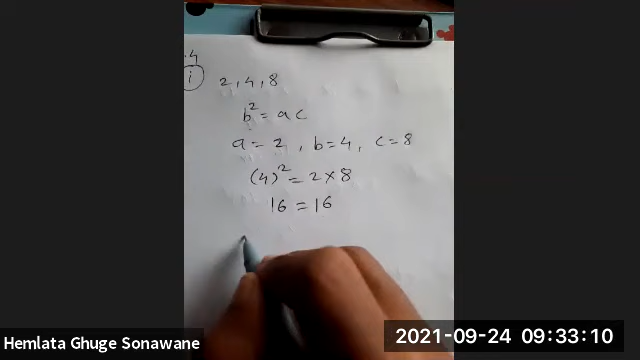 .4
i
2, 4, 8
b² = ac
a = 2, b = 4, c = 8
(4)² = 2 × 8
16 = 16
Hemlata Ghuge Sonawane
2021-09-24 09:33:10